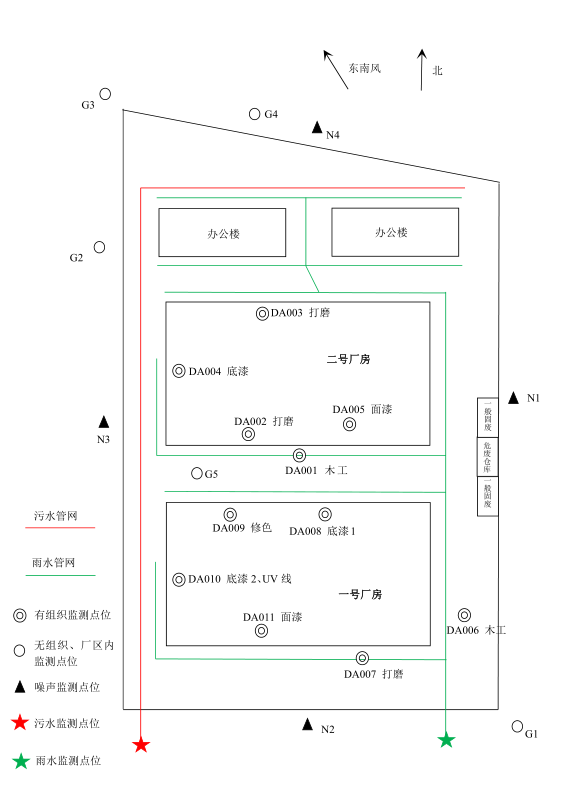 东南风
北
G3
G4
N4
办公楼
办公楼
G2
DA003 打磨
二号厂房
DA004 底漆
DA005 面漆
DA002 打磨
N1
一般固废
危废仓库
一般固废
N3
DA001 木工
G5
污水管网
DA009 修色
DA008 底漆1
雨水管网
DA010 底漆2、UV线
一号厂房
有组织监测点位
DA011 面漆
DA006 木工
无组织、厂区内
监测点位
DA007 打磨
噪声监测点位
污水监测点位
N2
G1
雨水监测点位